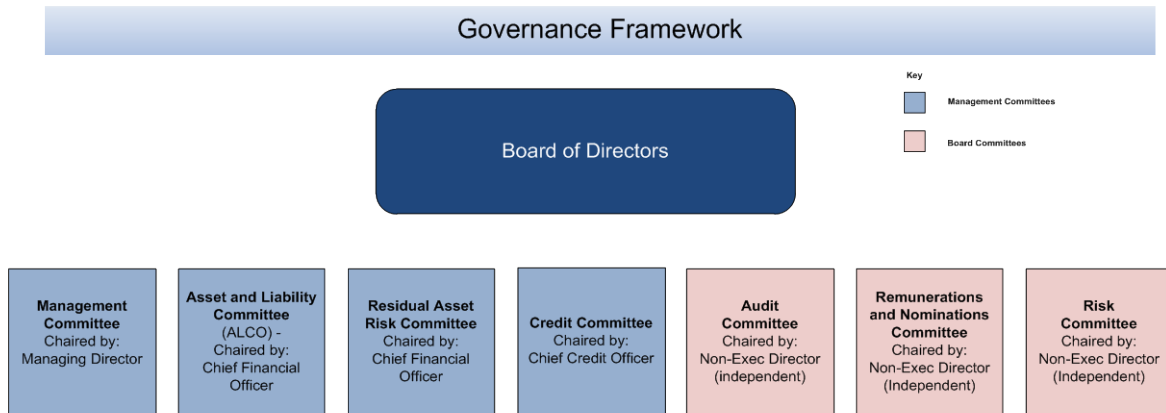 Governance Framework
Key
Management Committees
Board Committees
Board of Directors
Management
Committee
Chaired by:
Managing Director
Asset and Liability
Committee
(ALCO) -
Chaired by:
Chief Financial
Officer
Residual Asset
Risk Committee
Chaired by:
Chief Financial
Officer
Credit Committee
Chaired by:
Chief Credit Officer
Audit
Committee
Chaired by:
Non-Exec Director
(independent)
Remunerations
and Nominations
Committee
Chaired by:
Non-Exec Director
(Independent)
Risk
Committee
Chaired by:
Non-Exec Director
(Independent)